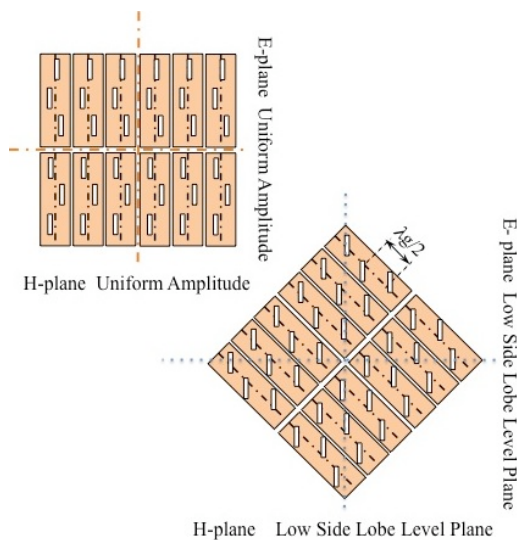 E-plane Uniform Amplitude
H-plane Uniform Amplitude
λg/2
E- plane Low Side Lobe Level Plane
H-plane Low Side Lobe Level Plane